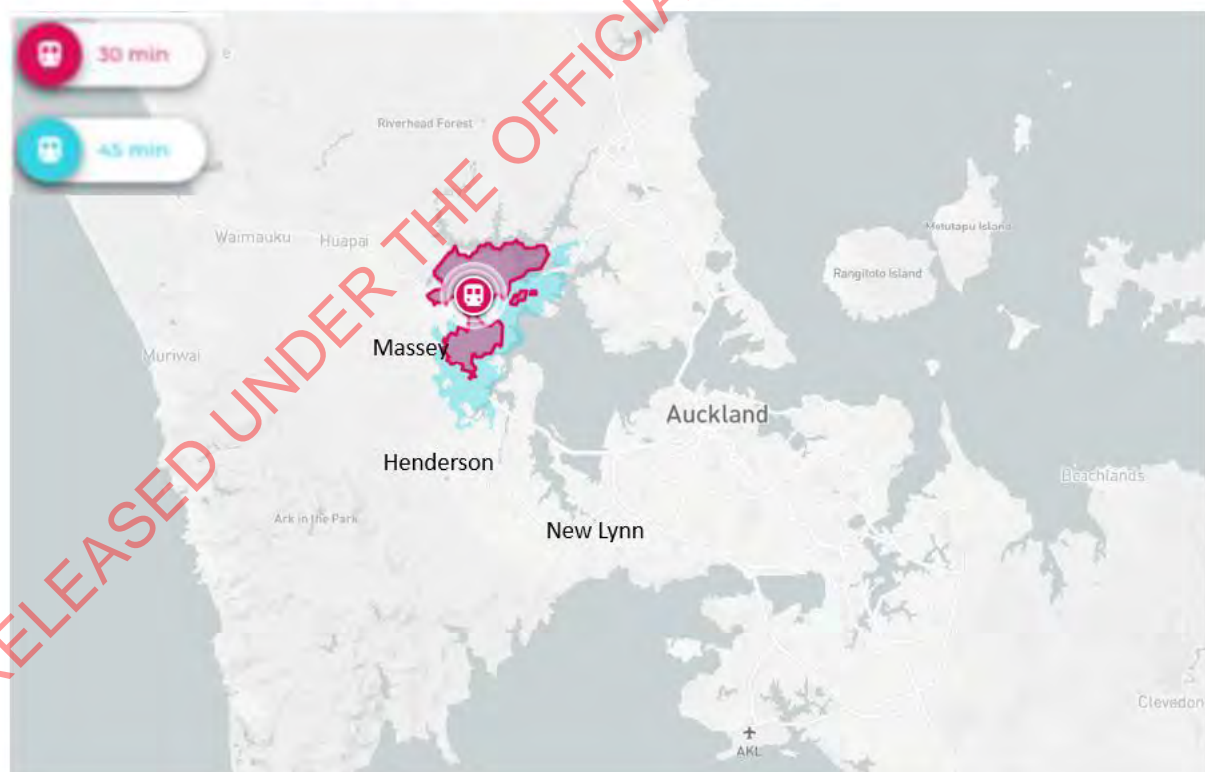 30 min
e
45 min
Riverhead Forest
Waimauku
Huapai
Motutapu Island
Rangitoto Island
Massey
Muriwai
Auckland
Henderson
Beachlands
Ark in the Park
New Lynn
Clevedon
AKL
RELEASED UNDER THE OFFICIA